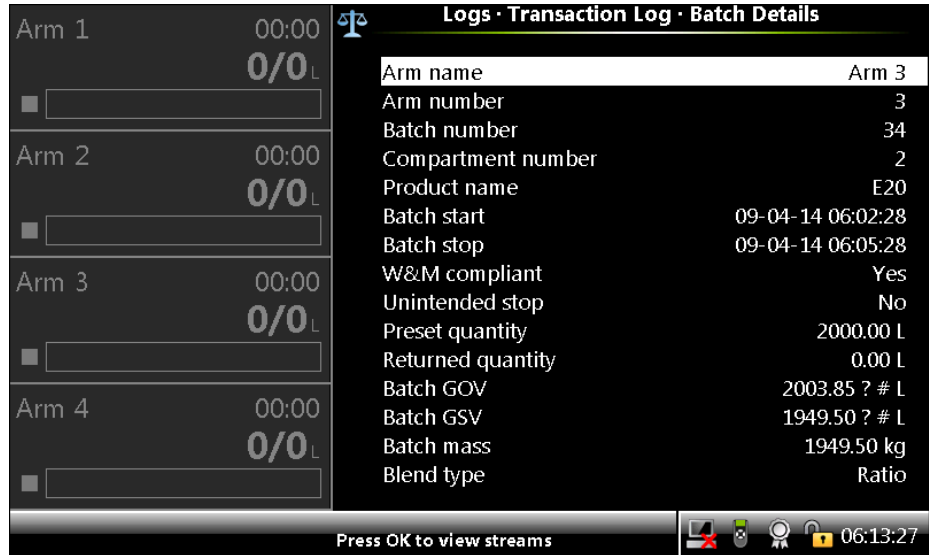 Arm 1 00:00
0/0 L
Arm 2 00:00
0/0 L
Arm 3 00:00
0/0 L
Arm 4 00:00
0/0 L
Logs · Transaction Log · Batch Details
Arm name Arm 3
Arm number 3
Batch number 34
Compartment number 2
Product name E20
Batch start 09-04-14 06:02:28
Batch stop 09-04-14 06:05:28
W&M compliant Yes
Unintended stop No
Preset quantity 2000.00 L
Returned quantity 0.00 L
Batch GOV 2003.85 ? # L
Batch GSV 1949.50 ? # L
Batch mass 1949.50 kg
Blend type Ratio
Press OK to view streams
06:13:27